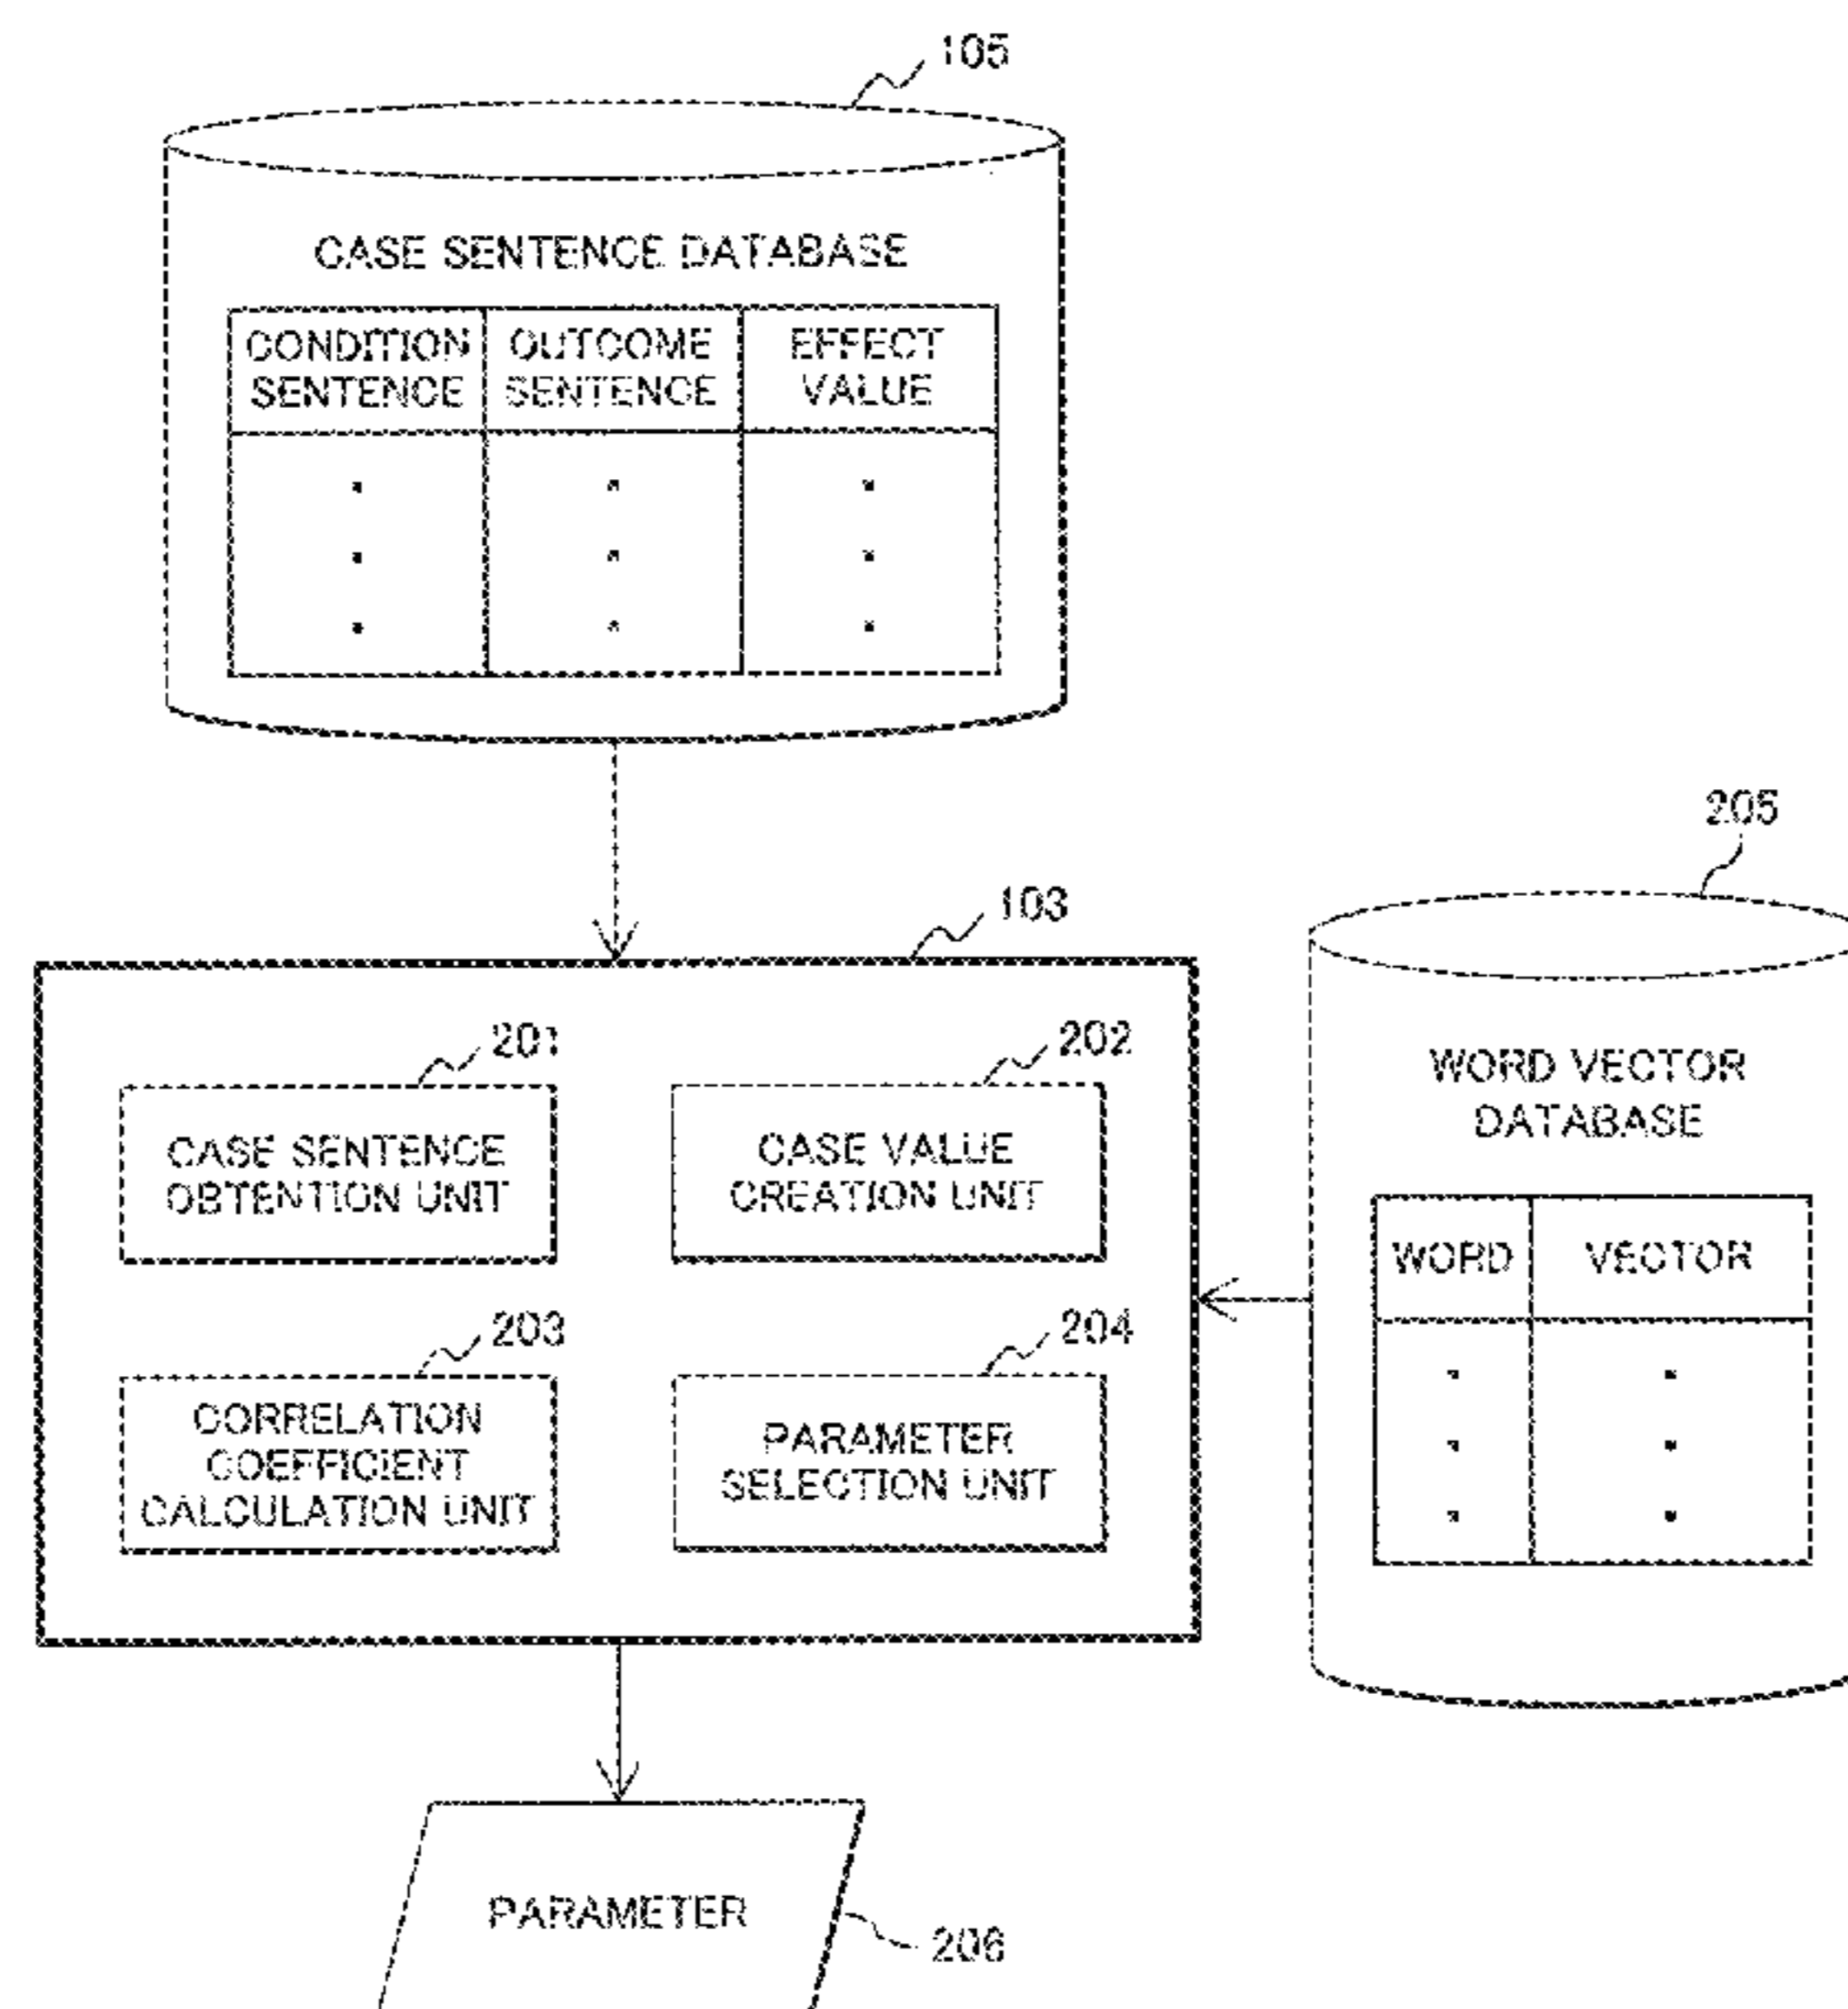 105
CASE SENTENCE DATABASE
CONDITION
SENTENCE
OUTCOME
SENTENCE
EFFECT
VALUE
205
103
201
202
CASE SENTENCE
OBTENTION UNIT
CASE VALUE
CREATION UNIT
WORD VECTOR
DATABASE
WORD
VECTOR
203
204
CORRELATION
COEFFICIENT
CALCULATION UNIT
PARAMETER
SELECTION UNIT
PARAMETER
206